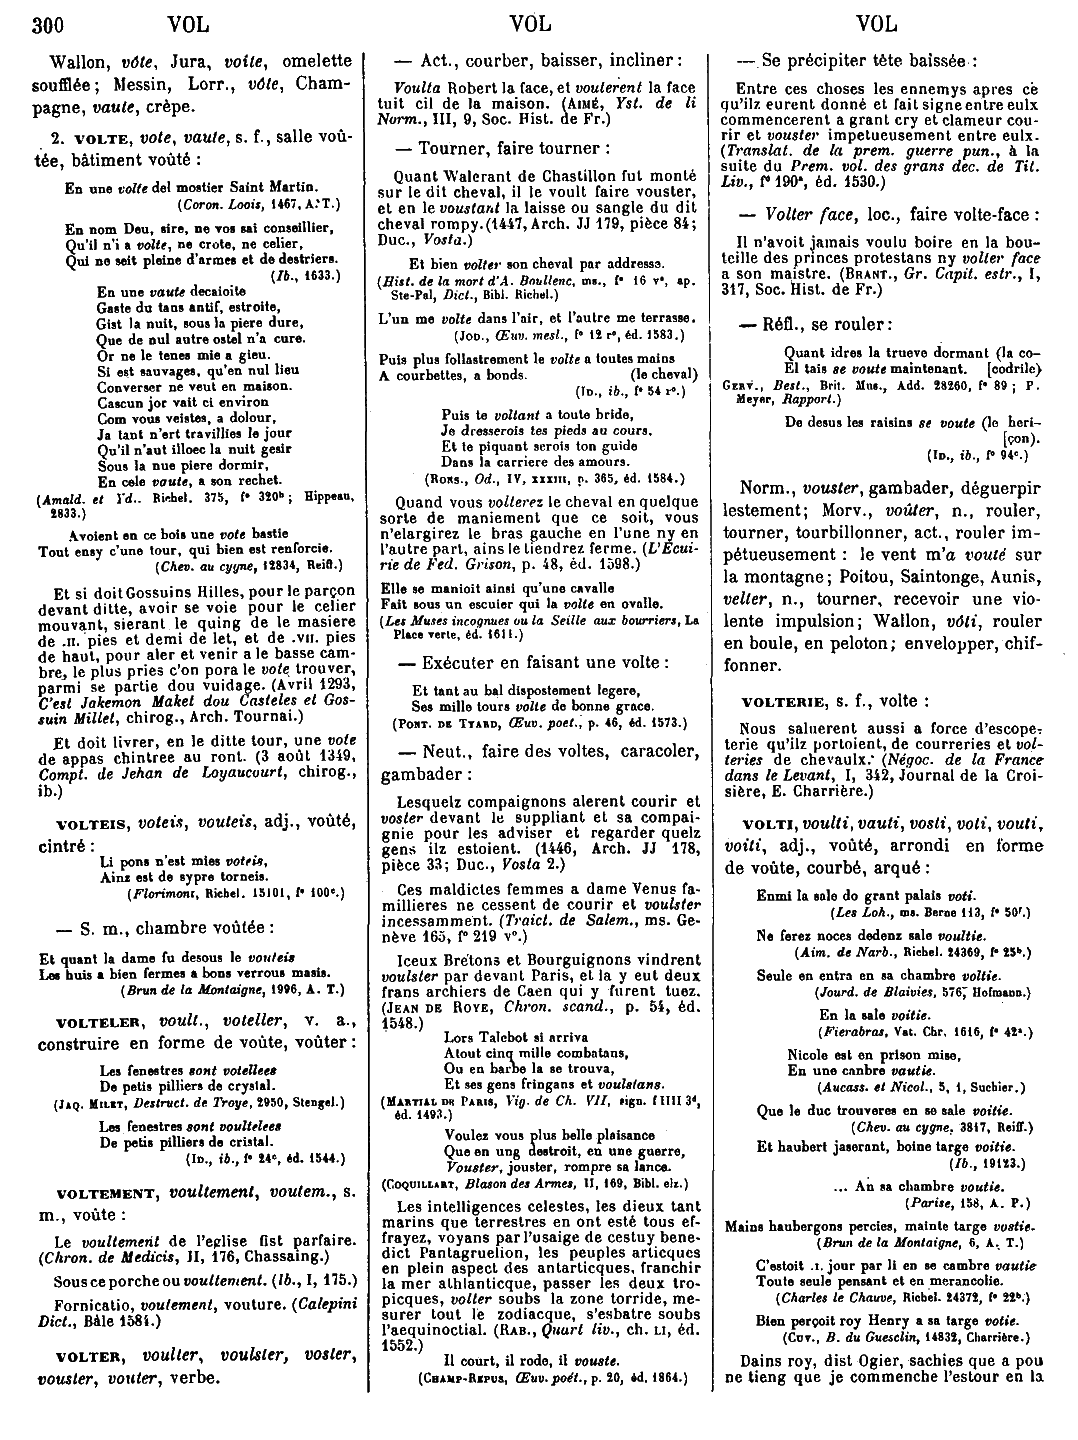 300 VOL VOL VOL
Wallon, vôte, Jura, voite, omelette
soufflée; Messin, Lorr., vôte, Cham-
pagne, vaute, crêpe.
2. VOLTE, vote, vaute, s. f., salle voû-
tée, bâtiment voûté :
En une volte del mostier Saint Martin.
(Coron. Loois, 1467, A. T.)
En nom Deu, sire, ne vos sai conseillier,
Qu'il n'i a volte, ne crote, ne celier,
Qui ne seit pleine d'armes et de destriers.
(Ib., 1633.)
En une vaute decaioite
Gaste du tans antif, estroite,
Gist la nuit, sous la piere dure,
Que de nul autre ostel n'a cure.
Or ne le tenes mie a gieu.
Si est sauvages, qu'en nul lieu
Converser ne veut en maison.
Cascun jor vait ci environ
Com vous veistes, a dolour,
Ja tant n'ert travillies le jour
Qu'il n'aut illoec la nuit gesir
Sous la nue piere dormir,
En cele vaute, a son rechet.
(Amald. et Yd.. Richel. 375, f° 320ᵇ; Hippeau,
2833.)
Avoient en ce bois une vote bastie
Tout ensy c'une tour, qui bien est renforcie.
(Chev. au cygne, 12834, Reiff.)
Et si doit Gossuins Hilles, pour le parçon
devant ditte, avoir se voie pour le celier
mouvant, sierant le quing de le masiere
de .II. pies et demi de let, et de .VII. pies
de haut, pour aler et venir a le basse cam-
bre, le plus pries c'on pora le vote trouver,
parmi se partie dou vuidage. (Avril 1293,
C'est Jakemon Maket dou Casteles et Gos-
suin Millet, chirog., Arch. Tournai.)
Et doit livrer, en le ditte tour, une vote
de appas chintree au ront. (3 août 1349,
Compt. de Jehan de Loyaucourt, chirog.,
ib.)
VOLTEIS, voteis, vouteis, adj., voûté,
cintré :
Li pons n'est mies voteis,
Ainz est de sypre torneis.
(Florimont, Richel. 15101, f° 100ᵉ.)
— S. m., chambre voûtée :
Et quant la dame fu desous le vouteis
Les huis a bien fermes a bons verrous masis.
(Brun de la Montaigne, 1996, A. T.)
VOLTELER, voult., voteller, v. a.,
construire en forme de voûte, voûter :
Les fenestres sont votellees
De petis pilliers de crystal.
(JAQ. MILET, Destruct. de Troye, 2950, Stengel.)
Les fenestres sont voultelees
De petis pilliers de cristal.
(ID., ib., f° 24ᶜ, éd. 1544.)
VOLTEMENT, voultement, voutem., s.
m., voûte :
Le voultement de l'eglise fist parfaire.
(Chron. de Medicis, II, 176, Chassaing.)
Sous ce porche ou voultement. (Ib., I, 175.)
Fornicatio, voutement, vouture. (Calepini
Dict., Bâle 1584.)
VOLTER, voulter, voulster, voster,
vouster, vouter, verbe.
— Act., courber, baisser, incliner :
Voulta Robert la face, et vouterent la face
tuit cil de la maison. (AIMÉ, Yst. de li
Norm., III, 9, Soc. Hist. de Fr.)
— Tourner, faire tourner :
Quant Walerant de Chastillon fut monté
sur le dit cheval, il le voult faire vouster,
et en le voustant la laisse ou sangle du dit
cheval rompy. (1447, Arch. JJ 179, pièce 84;
Duc., Vosta.)
Et bien volter son cheval par addresse.
(Hist. de la mort d'A. Boullenc, ms., f° 16 v°, ap.
Ste-Pal, Dict., Bibl. Richel.)
L'un me volte dans l'air, et l'autre me terrasse.
(JOD., Œuv. mesl., f° 12 r°, éd. 1583.)
Puis plus follastrement le volte a toutes mains
A courbettes, a bonds. (le cheval)
(ID., ib., f° 54 r°.)
Puis te voltant a toute bride,
Je dresserois tes pieds au cours,
Et te piquant serois ton guide
Dans la carriere des amours.
(RONS., Od., IV, XXXIII, p. 365, éd. 1584.)
Quand vous volterez le cheval en quelque
sorte de maniement que ce soit, vous
n'elargirez le bras gauche en l'une ny en
l'autre part, ains le tiendrez ferme. (L'Ecui-
rie de Fed. Grison, p. 48, éd. 1598.)
Elle se manioit ainsi qu'une cavalle
Fait sous un escuier qui la volte en ovalle.
(Les Muses incognues ou la Seille aux bourriers, La
Place verte, éd. 1611.)
— Exécuter en faisant une volte :
Et tant au bal dispostement legere,
Ses mille tours volte de bonne grace.
(PONT. DE TYARD, Œuv. poet., p. 46, éd. 1573.)
— Neut., faire des voltes, caracoler,
gambader :
Lesquelz compaignons alerent courir et
voster devant le suppliant et sa compai-
gnie pour les adviser et regarder quelz
gens ilz estoient. (1446, Arch. JJ 178,
pièce 33; Duc., Vosta 2.)
Ces maldictes femmes a dame Venus fa-
millieres ne cessent de courir et voulster
incessamment. (Traict. de Salem., ms. Ge-
nève 165, f° 219 v°.)
Iceux Bretons et Bourguignons vindrent
voulster par devant Paris, et la y eut deux
frans archiers de Caen qui y furent tuez.
(JEAN DE ROYE, Chron. scand., p. 54, éd.
1548.)
Lors Talebot si arriva
Atout cinq mille combatans,
Ou en barbe la se trouva,
Et ses gens fringans et voulstans.
(MARTIAL DE PARIS, Vig. de Ch. VII, sign. f IIII 3ᵈ,
éd. 1493.)
Voulez vous plus belle plaisance
Que en ung destroit, en une guerre,
Vouster, jouster, rompre sa lance.
(COQUILLART, Blason des Armes, II, 169, Bibl. elz.)
Les intelligences celestes, les dieux tant
marins que terrestres en ont esté tous ef-
frayez, voyans par l'usaige de cestuy bene-
dict Pantagruelion, les peuples articques
en plein aspect des antarticques, franchir
la mer athlanticque, passer les deux tro-
picques, volter soubs la zone torride, me-
surer tout le zodiacque, s'esbatre soubs
l'aequinoctial. (RAB., Quart liv., ch. LI, éd.
1552.)
Il court, il rode, il vouste.
(CHAMP-REPUS, Œuv. poét., p. 20, éd. 1864.)
— Se précipiter tête baissée :
Entre ces choses les ennemys apres ce
qu'ilz eurent donné et fait signe entre eulx
commencerent a grant cry et clameur cou-
rir et vouster impetueusement entre eulx.
(Translat. de la prem. guerre pun., à la
suite du Prem. vol. des grans dec. de Tit.
Liv., f° 190ᵃ, éd. 1530.)
— Volter face, loc., faire volte-face :
Il n'avoit jamais voulu boire en la bou-
teille des princes protestans ny volter face
a son maistre. (BRANT., Gr. Capit. estr., I,
317, Soc. Hist. de Fr.)
— Réfl., se rouler :
Quant idres la trueve dormant (la co-
El tais se voute maintenant. [codrile)
GERV., Best., Brit. Mus., Add. 28260, f° 89 ; P.
Meyer, Rapport.)
De desus les raisins se voute (le heri-
[çon).
(ID., ib., f° 94ᶜ.)
Norm., vouster, gambader, déguerpir
lestement; Morv., voûter, n., rouler,
tourner, tourbillonner, act., rouler im-
pétueusement : le vent m'a vouté sur
la montagne; Poitou, Saintonge, Aunis,
velter, n., tourner, recevoir une vio-
lente impulsion; Wallon, vôti, rouler
en boule, en peloton; envelopper, chif-
fonner.
VOLTERIE, s. f., volte :
Nous saluerent aussi a force d'escope-
terie qu'ilz portoient, de courreries et vol-
teries de chevaulx. (Négoc. de la France
dans le Levant, I, 342, Journal de la Croi-
sière, E. Charrière.)
VOLTI, voulti, vauti, vosti, voti, vouti,
voiti, adj., voûté, arrondi en forme
de voûte, courbé, arqué :
Enmi la sale do grant palais voti.
(Les Loh., ms. Berne 113, f° 50ᶠ.)
Ne ferez noces dedenz sale voultie.
(Aim. de Narb., Richel. 24369, f° 25ᵇ.)
Seule en entra en sa chambre voltie.
(Jourd. de Blaivies, 576, Hofmann.)
En la sale voitie.
(Fierabras, Vat. Chr. 1616, f° 42ᵃ.)
Nicole est en prison mise,
En une canbre vautie.
(Aucass. et Nicol., 5, 1, Suchier.)
Que le duc trouveres en se sale voitie.
(Chev. au cygne, 3817, Reiff.)
Et haubert jaserant, boine targe voitie.
(Ib., 19123.)
... An sa chambre voutie.
(Parise, 158, A. P.)
Mains haubergons percies, mainte targe vostie.
(Brun de la Montaigne, 6, A. T.)
C'estoit .I. jour par li en se cambre vautie
Toute seule pensant et en merancolie.
(Charles le Chauve, Richel. 24372, f° 22ᵇ.)
Bien perçoit roy Henry a sa targe votie.
(CUV., B. du Guesclin, 14832, Charrière.)
Dains roy, dist Ogier, sachies que a pou
ne tieng que je commenche l'estour en la